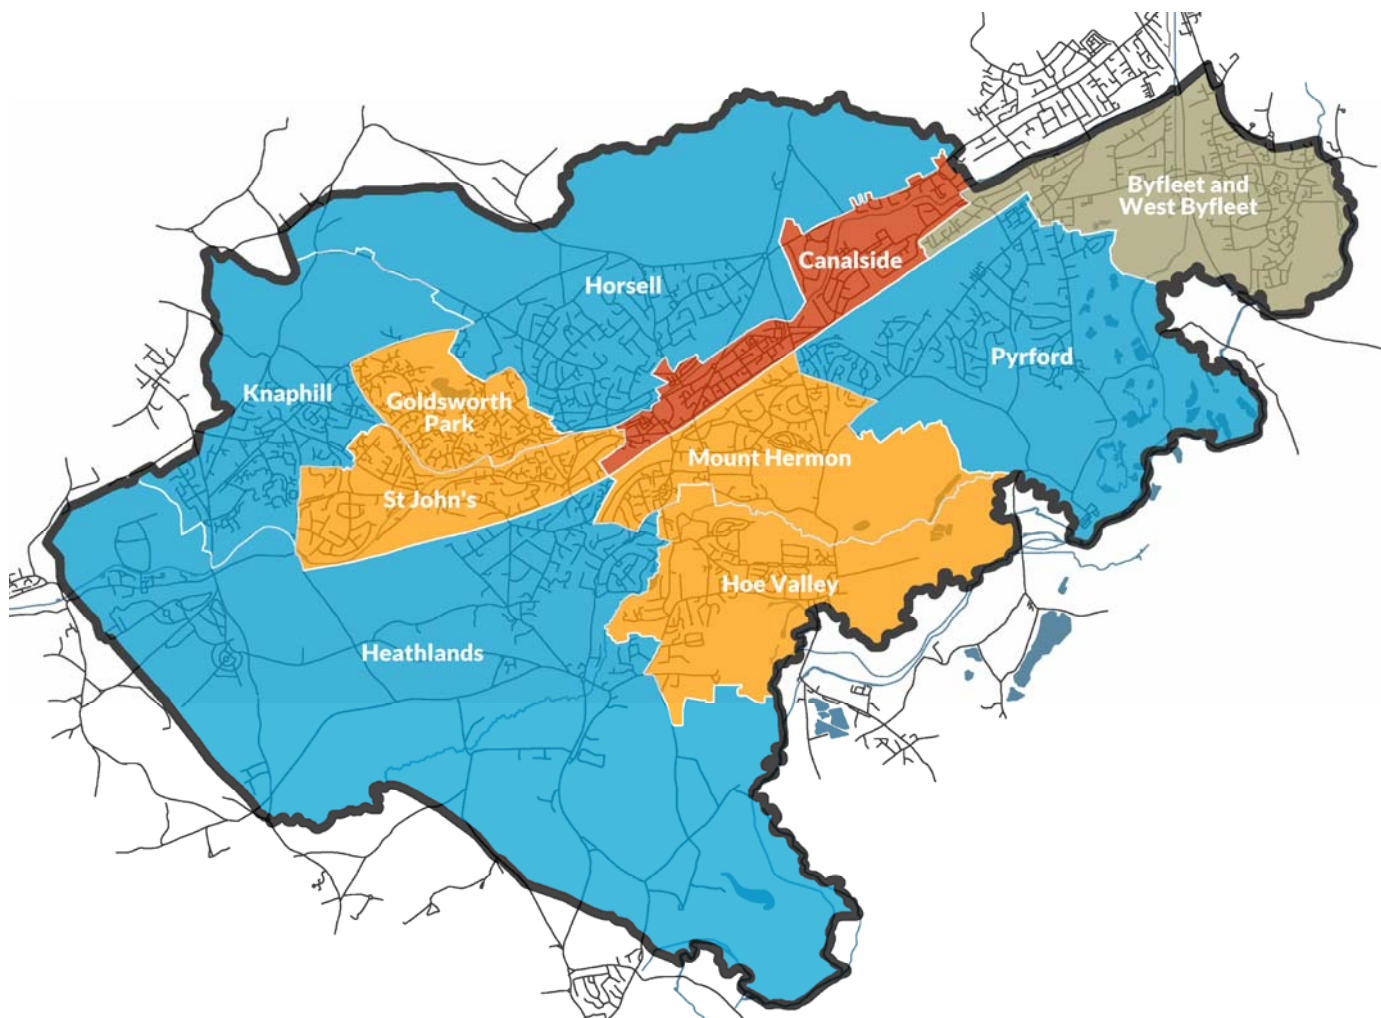 Byfleet and
West Byfleet
Canalside
Horsell
Pyrford
Knaphill
Goldsworth
Park
Mount Hermon
St John's
Hoe Valley
Heathlands